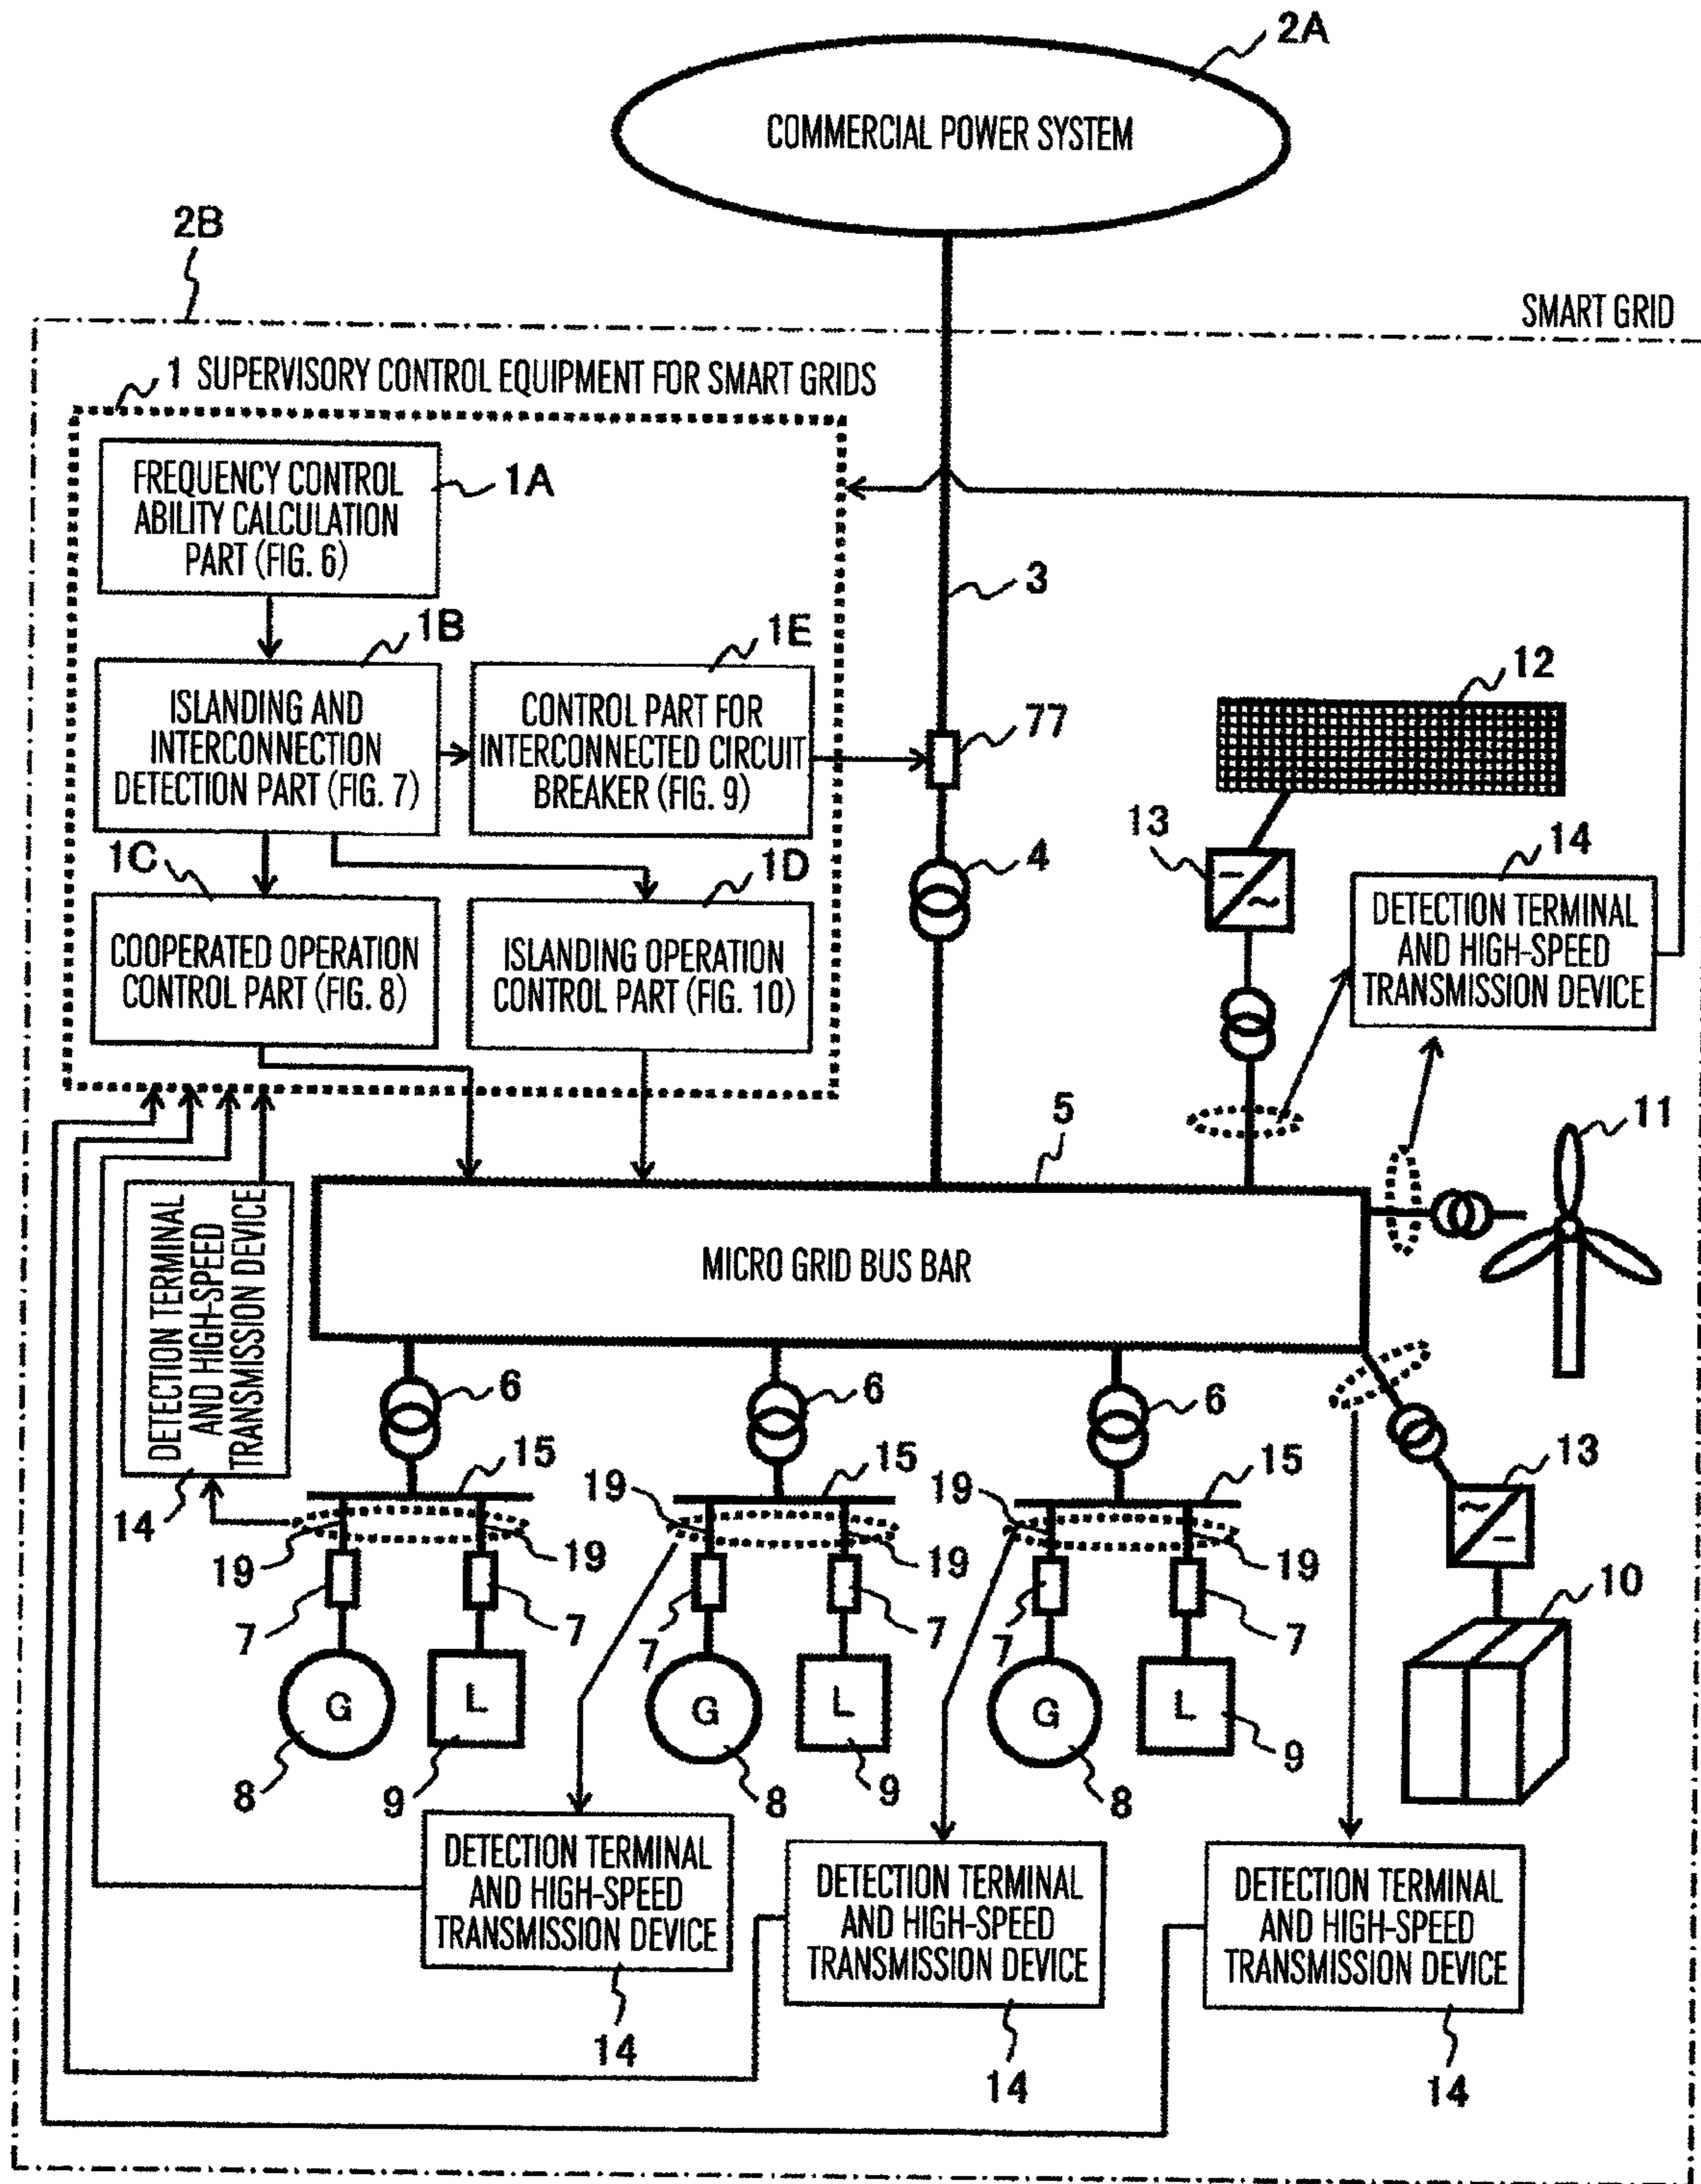 2A
COMMERCIAL POWER SYSTEM
2B
SMART GRID
1 SUPERVISORY CONTROL EQUIPMENT FOR SMART GRIDS
FREQUENCY CONTROL
ABILITY CALCULATION
PART (FIG. 6)
1A
3
1B
1E
ISLANDING AND
INTERCONNECTION
DETECTION PART (FIG. 7)
CONTROL PART FOR
INTERCONNECTED CIRCUIT
BREAKER (FIG. 9)
77
12
1C
1D
4
13
14
COOPERATED OPERATION
CONTROL PART (FIG. 8)
ISLANDING OPERATION
CONTROL PART (FIG. 10)
DETECTION TERMINAL
AND HIGH-SPEED
TRANSMISSION DEVICE
5
11
DETECTION TERMINAL
AND HIGH-SPEED
TRANSMISSION DEVICE
14
MICRO GRID BUS BAR
6
6
6
15
15
15
13
19
19
19
19
19
19
7
7
7
7
7
7
10
G
L
G
L
G
L
8
9
8
9
8
9
DETECTION TERMINAL
AND HIGH-SPEED
TRANSMISSION DEVICE
14
DETECTION TERMINAL
AND HIGH-SPEED
TRANSMISSION DEVICE
14
DETECTION TERMINAL
AND HIGH-SPEED
TRANSMISSION DEVICE
14